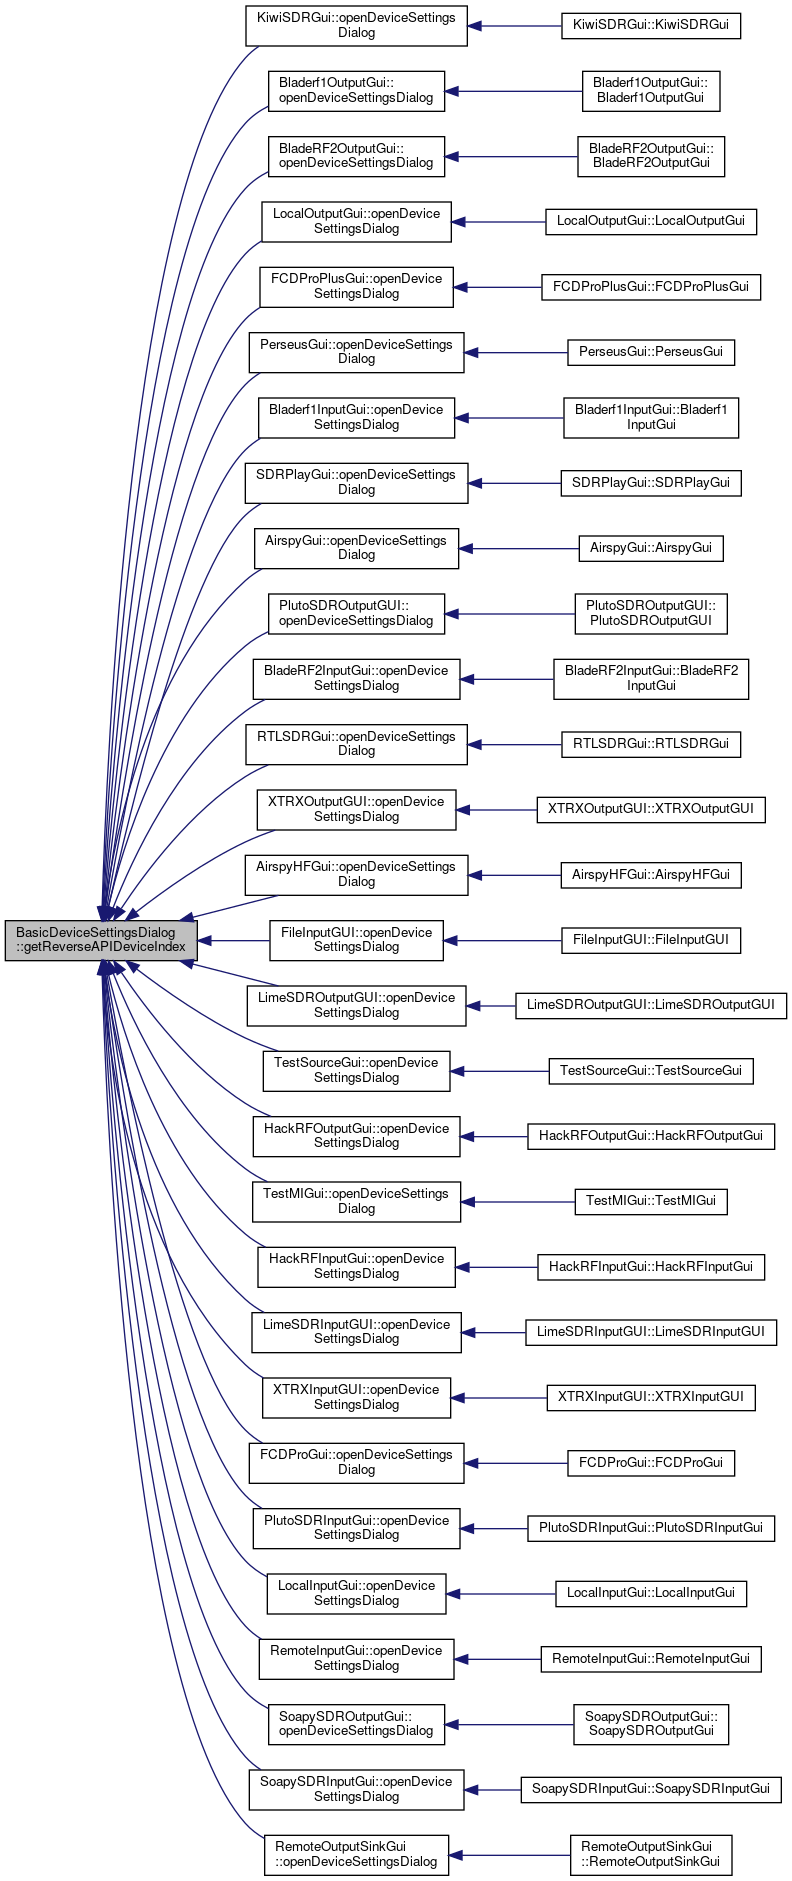 KiwiSDRGui::openDeviceSettings
Dialog
KiwiSDRGui::KiwiSDRGui
Bladerf1OutputGui::
openDeviceSettingsDialog
Bladerf1OutputGui::
Bladerf1OutputGui
BladeRF2OutputGui::
openDeviceSettingsDialog
BladeRF2OutputGui::
BladeRF2OutputGui
LocalOutputGui::openDevice
SettingsDialog
LocalOutputGui::LocalOutputGui
FCDProPlusGui::openDevice
SettingsDialog
FCDProPlusGui::FCDProPlusGui
PerseusGui::openDeviceSettings
Dialog
PerseusGui::PerseusGui
Bladerf1InputGui::openDevice
SettingsDialog
Bladerf1InputGui::Bladerf1
InputGui
SDRPlayGui::openDeviceSettings
Dialog
SDRPlayGui::SDRPlayGui
AirspyGui::openDeviceSettings
Dialog
AirspyGui::AirspyGui
PlutoSDROutputGUI::
openDeviceSettingsDialog
PlutoSDROutputGUI::
PlutoSDROutputGUI
BladeRF2InputGui::openDevice
SettingsDialog
BladeRF2InputGui::BladeRF2
InputGui
RTLSDRGui::openDeviceSettings
Dialog
RTLSDRGui::RTLSDRGui
XTRXOutputGUI::openDevice
SettingsDialog
XTRXOutputGUI::XTRXOutputGUI
AirspyHFGui::openDeviceSettings
Dialog
AirspyHFGui::AirspyHFGui
BasicDeviceSettingsDialog
::getReverseAPIDeviceIndex
FileInputGUI::openDevice
SettingsDialog
FileInputGUI::FileInputGUI
LimeSDROutputGUI::openDevice
SettingsDialog
LimeSDROutputGUI::LimeSDROutputGUI
TestSourceGui::openDevice
SettingsDialog
TestSourceGui::TestSourceGui
HackRFOutputGui::openDevice
SettingsDialog
HackRFOutputGui::HackRFOutputGui
TestMIGui::openDeviceSettings
Dialog
TestMIGui::TestMIGui
HackRFInputGui::openDevice
SettingsDialog
HackRFInputGui::HackRFInputGui
LimeSDRInputGUI::openDevice
SettingsDialog
LimeSDRInputGUI::LimeSDRInputGUI
XTRXInputGUI::openDevice
SettingsDialog
XTRXInputGUI::XTRXInputGUI
FCDProGui::openDeviceSettings
Dialog
FCDProGui::FCDProGui
PlutoSDRInputGui::openDevice
SettingsDialog
PlutoSDRInputGui::PlutoSDRInputGui
LocalInputGui::openDevice
SettingsDialog
LocalInputGui::LocalInputGui
RemoteInputGui::openDevice
SettingsDialog
RemoteInputGui::RemoteInputGui
SoapySDROutputGui::
openDeviceSettingsDialog
SoapySDROutputGui::
SoapySDROutputGui
SoapySDRInputGui::openDevice
SettingsDialog
SoapySDRInputGui::SoapySDRInputGui
RemoteOutputSinkGui
::openDeviceSettingsDialog
RemoteOutputSinkGui
::RemoteOutputSinkGui